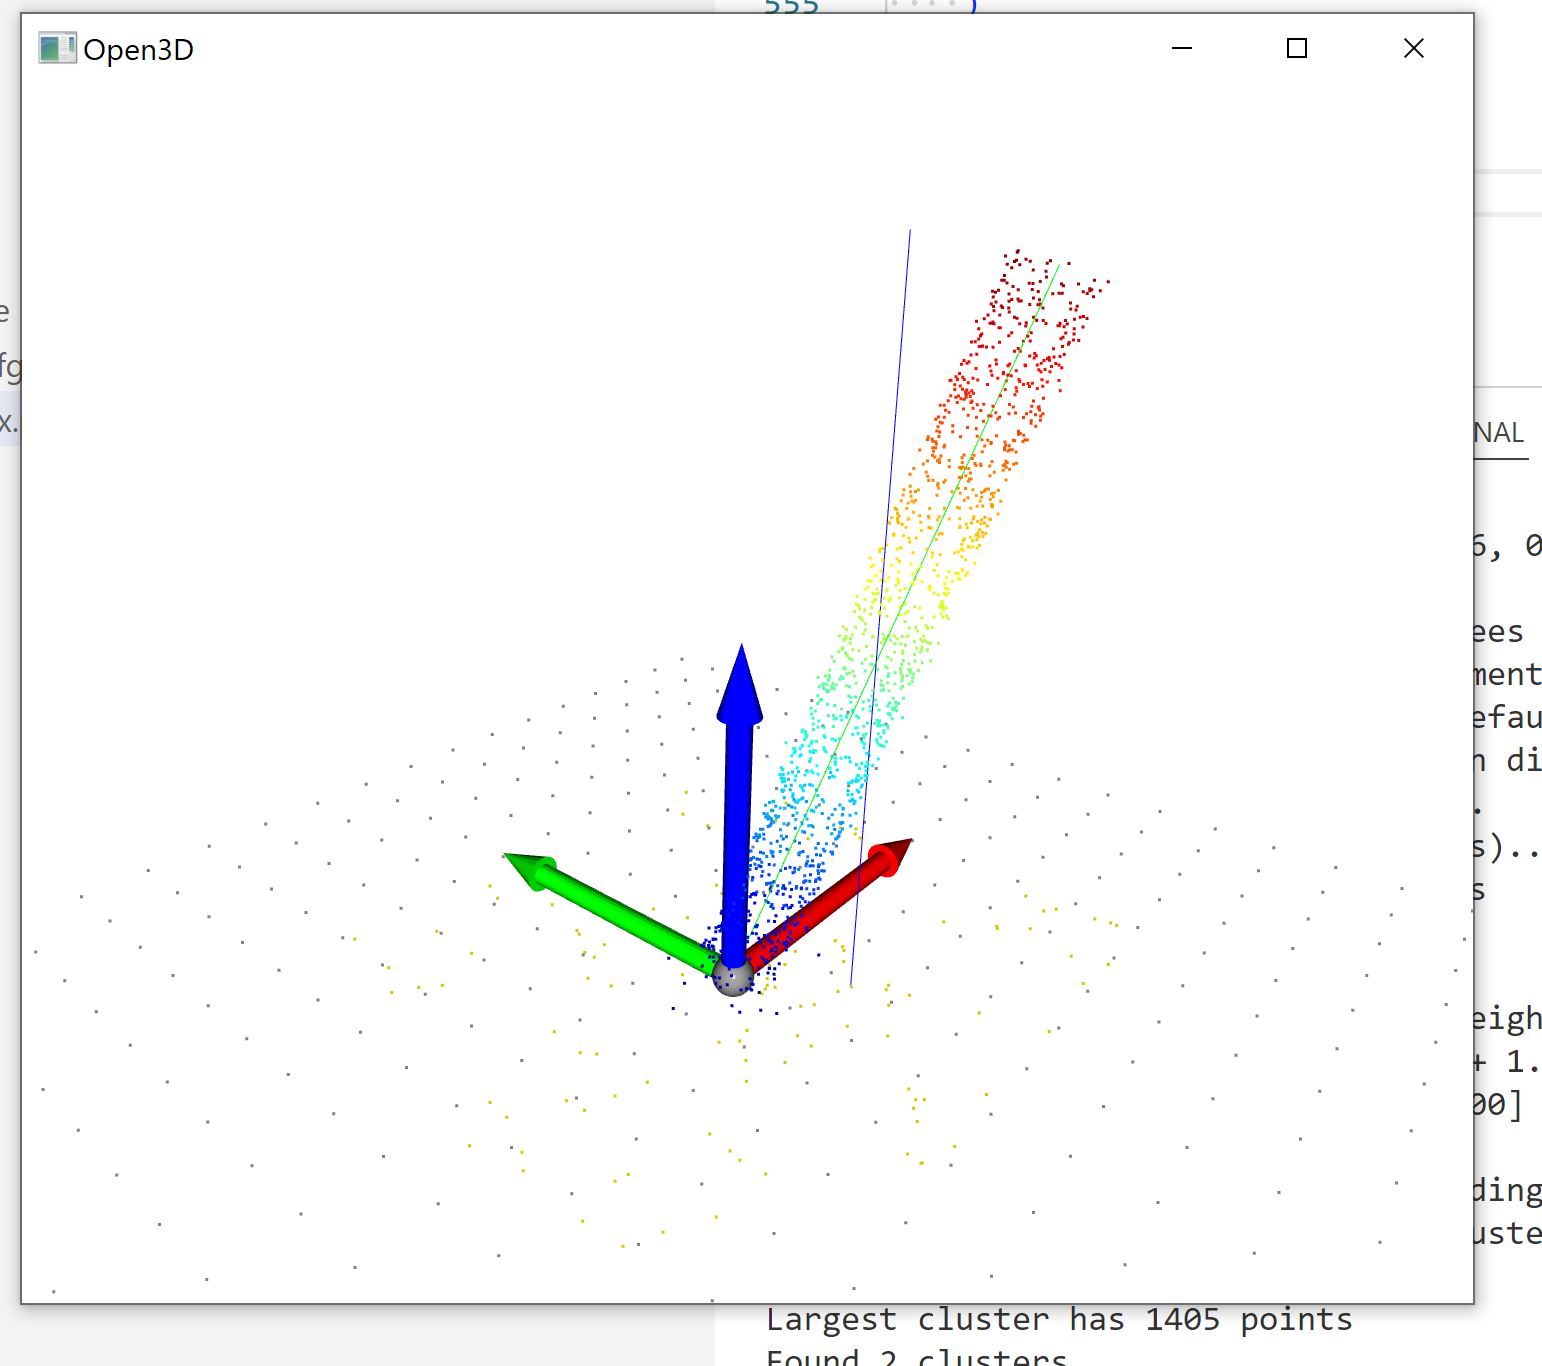 555 )
Open3D
e
fg
x.
NAL
6, 0
ees
ment
efau
n di
.
s)..
s
eigh
+ 1.
00]
ding
uste
Largest cluster has 1405 points
Found 2 clusters